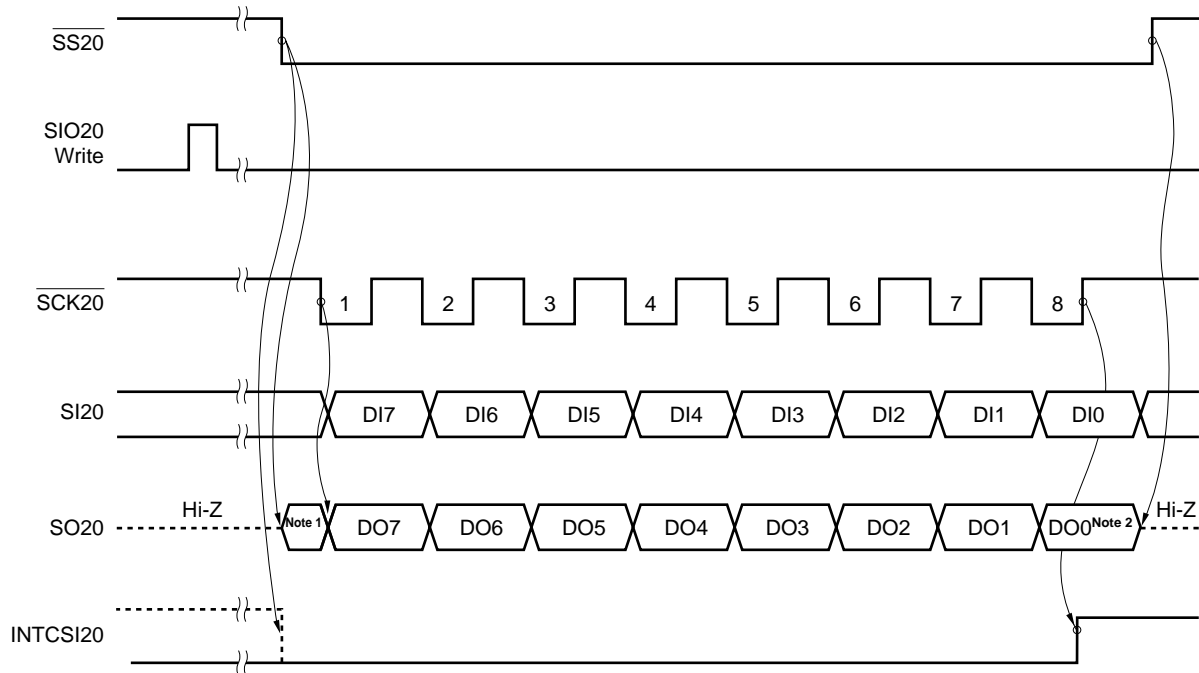 SS20
SIO20
Write
SCK20
1 2 3 4 5 6 7 8
SI20
DI7 DI6 DI5 DI4 DI3 DI2 DI1 DI0
SO20
Hi-Z Note 1 DO7 DO6 DO5 DO4 DO3 DO2 DO1 DO0 Note 2 Hi-Z
INTCSI20